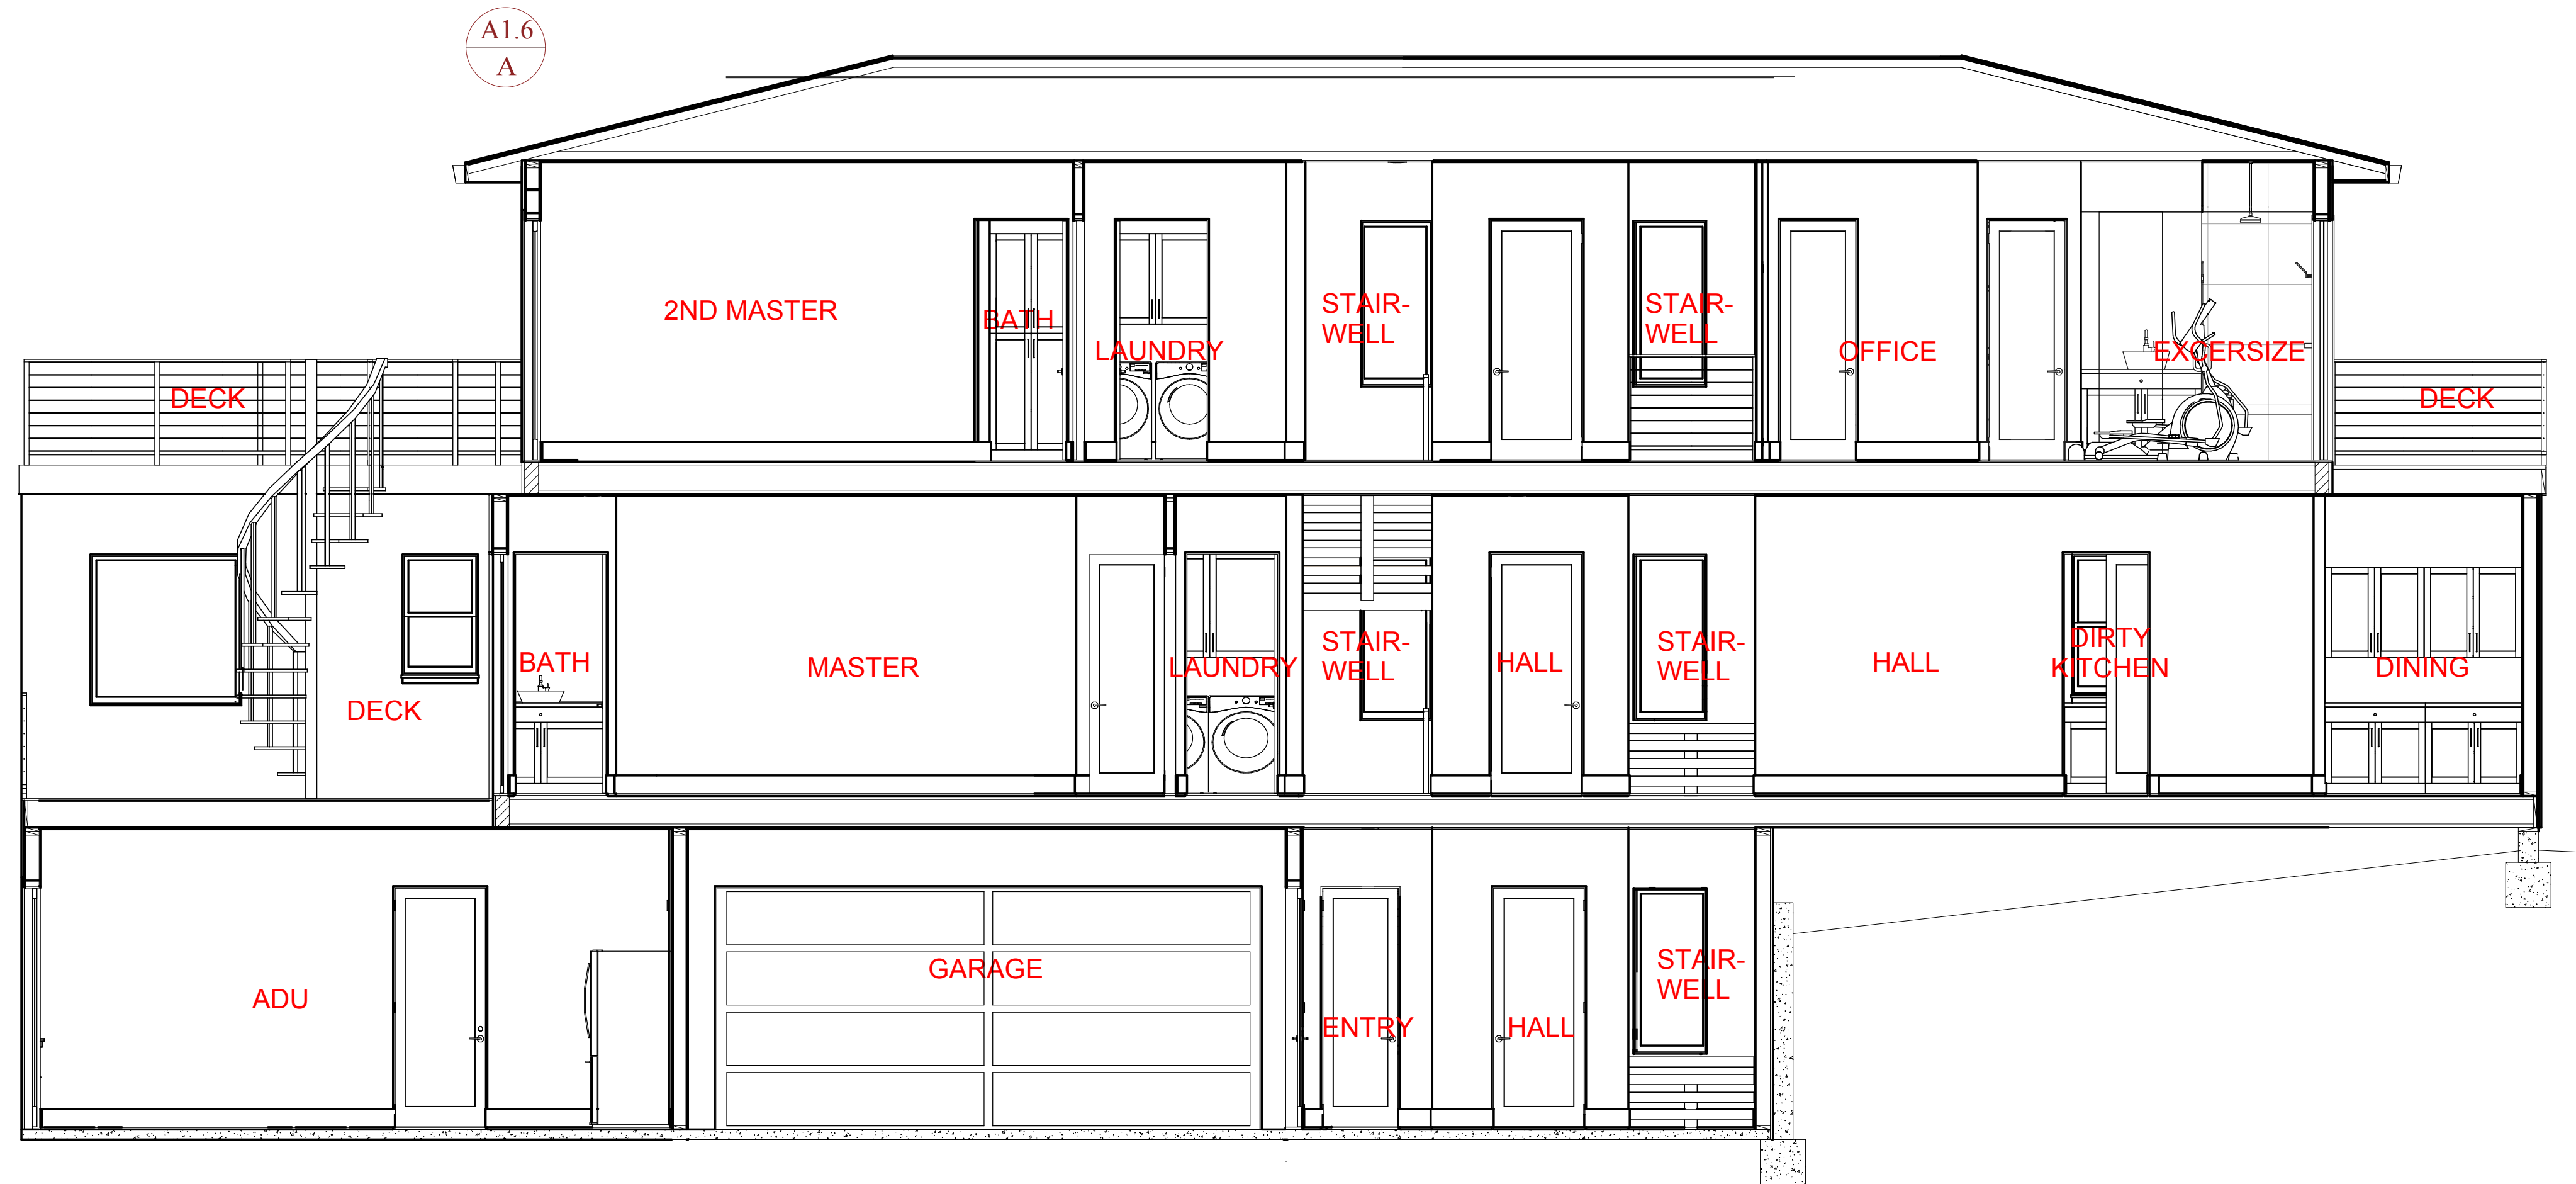 A1.6
A
2ND MASTER
BATH
LAUNDRY
STAIR-
WELL
STAIR-
WELL
OFFICE
EXCERSIZE
DECK
DECK
DECK
BATH
MASTER
LAUNDRY
STAIR-
WELL
HALL
STAIR-
WELL
HALL
DIRTY
KITCHEN
DINING
ADU
GARAGE
ENTRY
HALL
STAIR-
WELL